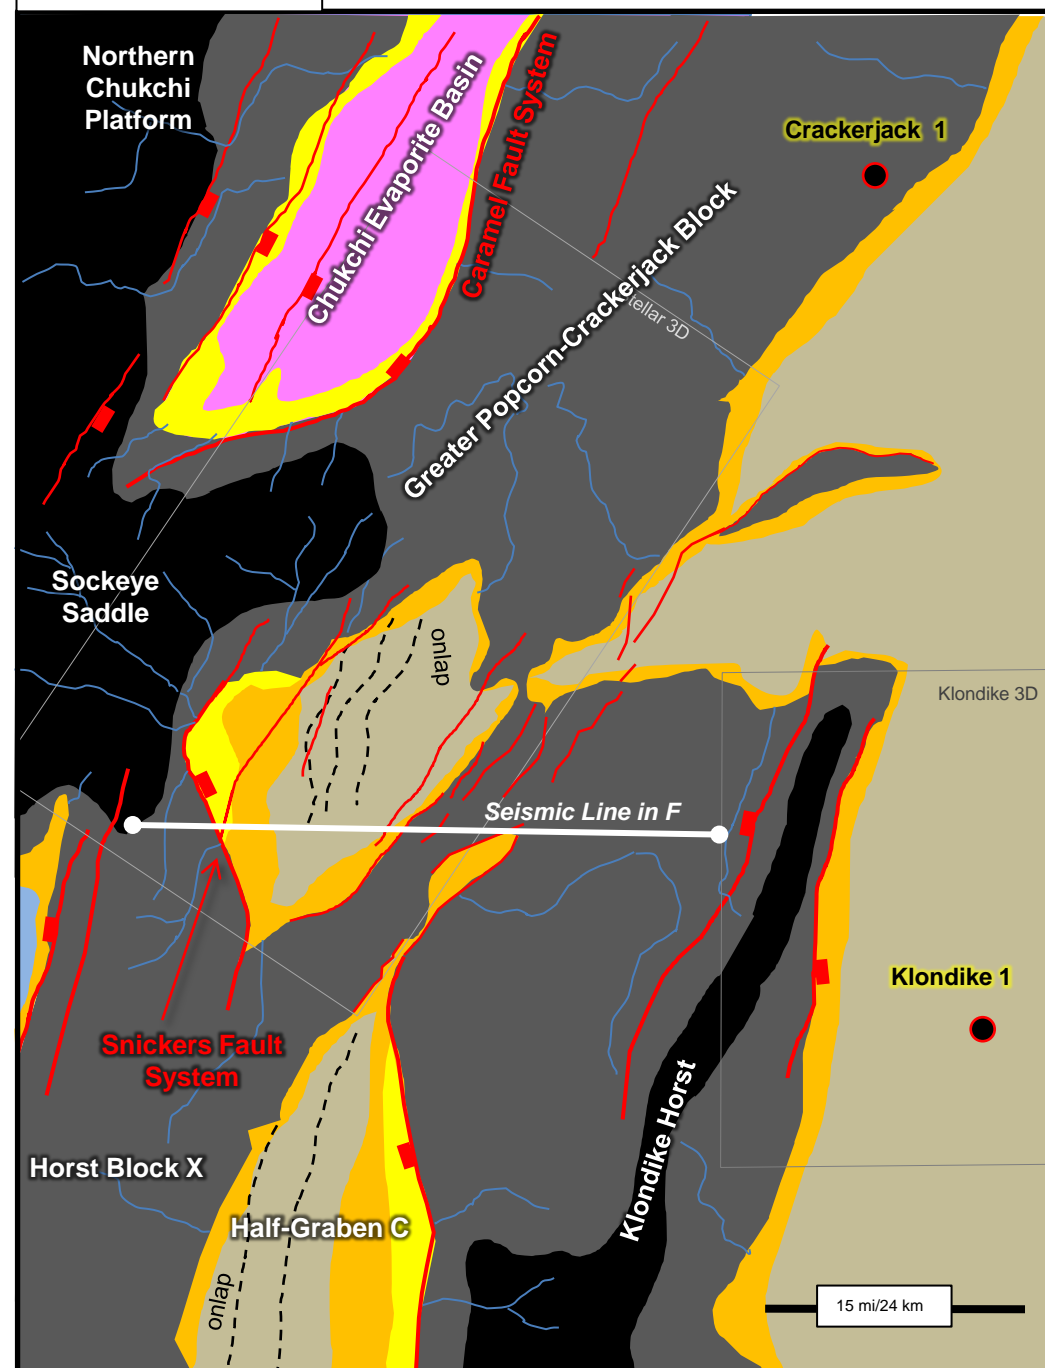 Northern
Chukchi
Platform
Chukchi Evaporite Basin
Caramel Fault System
Crackerjack 1
Greater Popcorn-Crackerjack Block
tellar 3D
Sockeye
Saddle
onlap
Klondike 3D
Seismic Line in F
Klondike 1
Snickers Fault
System
Klondike Horst
Horst Block X
Half-Graben C
onlap
15 mi/24 km